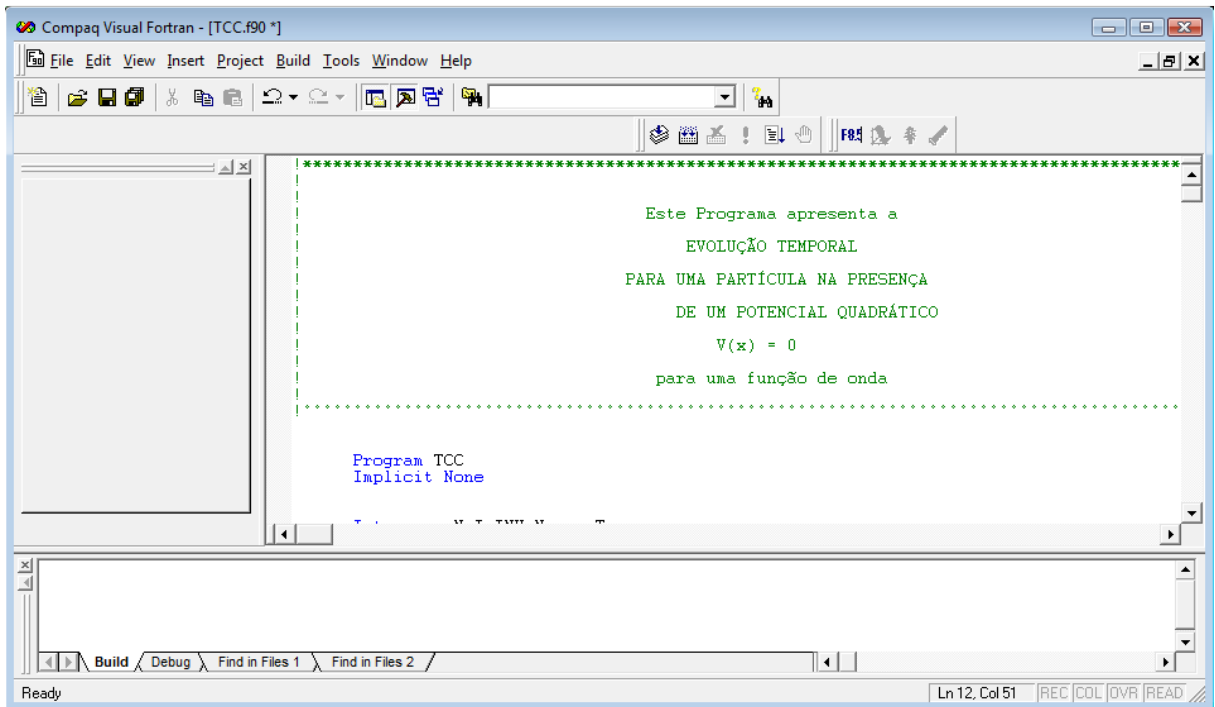 Compaq Visual Fortran - [TCC.f90 *]
File Edit View Insert Project Build Tools Window Help
F8.5
!******************************************************************************************
Este Programa apresenta a
EVOLUÇÃO TEMPORAL
PARA UMA PARTÍCULA NA PRESENÇA
DE UM POTENCIAL QUADRÁTICO
V(x) = 0
para uma função de onda
Program TCC
Implicit None
Build Debug Find in Files 1 Find in Files 2
Ready Ln 12, Col 51 REC COL OVR READ